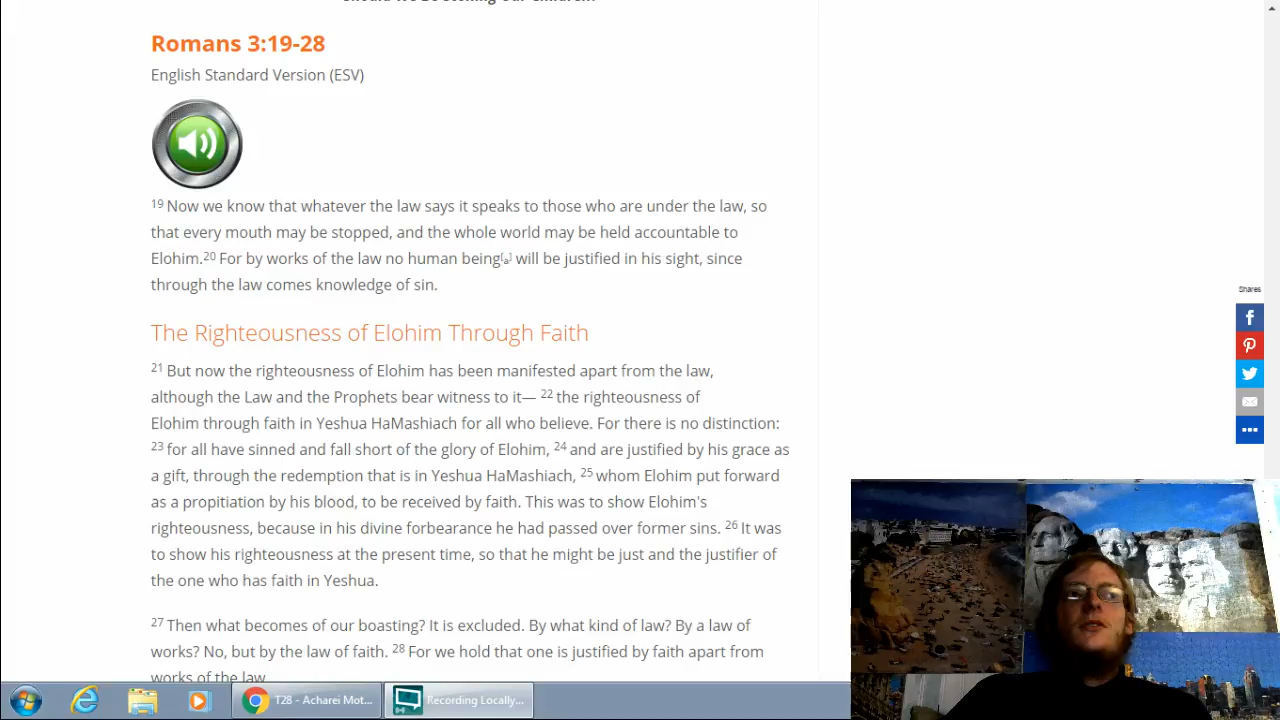 Romans 3:19-28
English Standard Version (ESV)
19 Now we know that whatever the law says it speaks to those who are under the law, so
that every mouth may be stopped, and the whole world may be held accountable to
Elohim.20 For by works of the law no human being[a] will be justified in his sight, since
through the law comes knowledge of sin.
The Righteousness of Elohim Through Faith
21 But now the righteousness of Elohim has been manifested apart from the law,
although the Law and the Prophets bear witness to it— 22 the righteousness of
Elohim through faith in Yeshua HaMashiach for all who believe. For there is no distinction:
23 for all have sinned and fall short of the glory of Elohim, 24 and are justified by his grace as
a gift, through the redemption that is in Yeshua HaMashiach, 25 whom Elohim put forward
as a propitiation by his blood, to be received by faith. This was to show Elohim's
righteousness, because in his divine forbearance he had passed over former sins. 26 It was
to show his righteousness at the present time, so that he might be just and the justifier of
the one who has faith in Yeshua.
27 Then what becomes of our boasting? It is excluded. By what kind of law? By a law of
works? No, but by the law of faith. 28 For we hold that one is justified by faith apart from
works of the law
Shares
T28 - Acharei Mot...
Recording Locally...